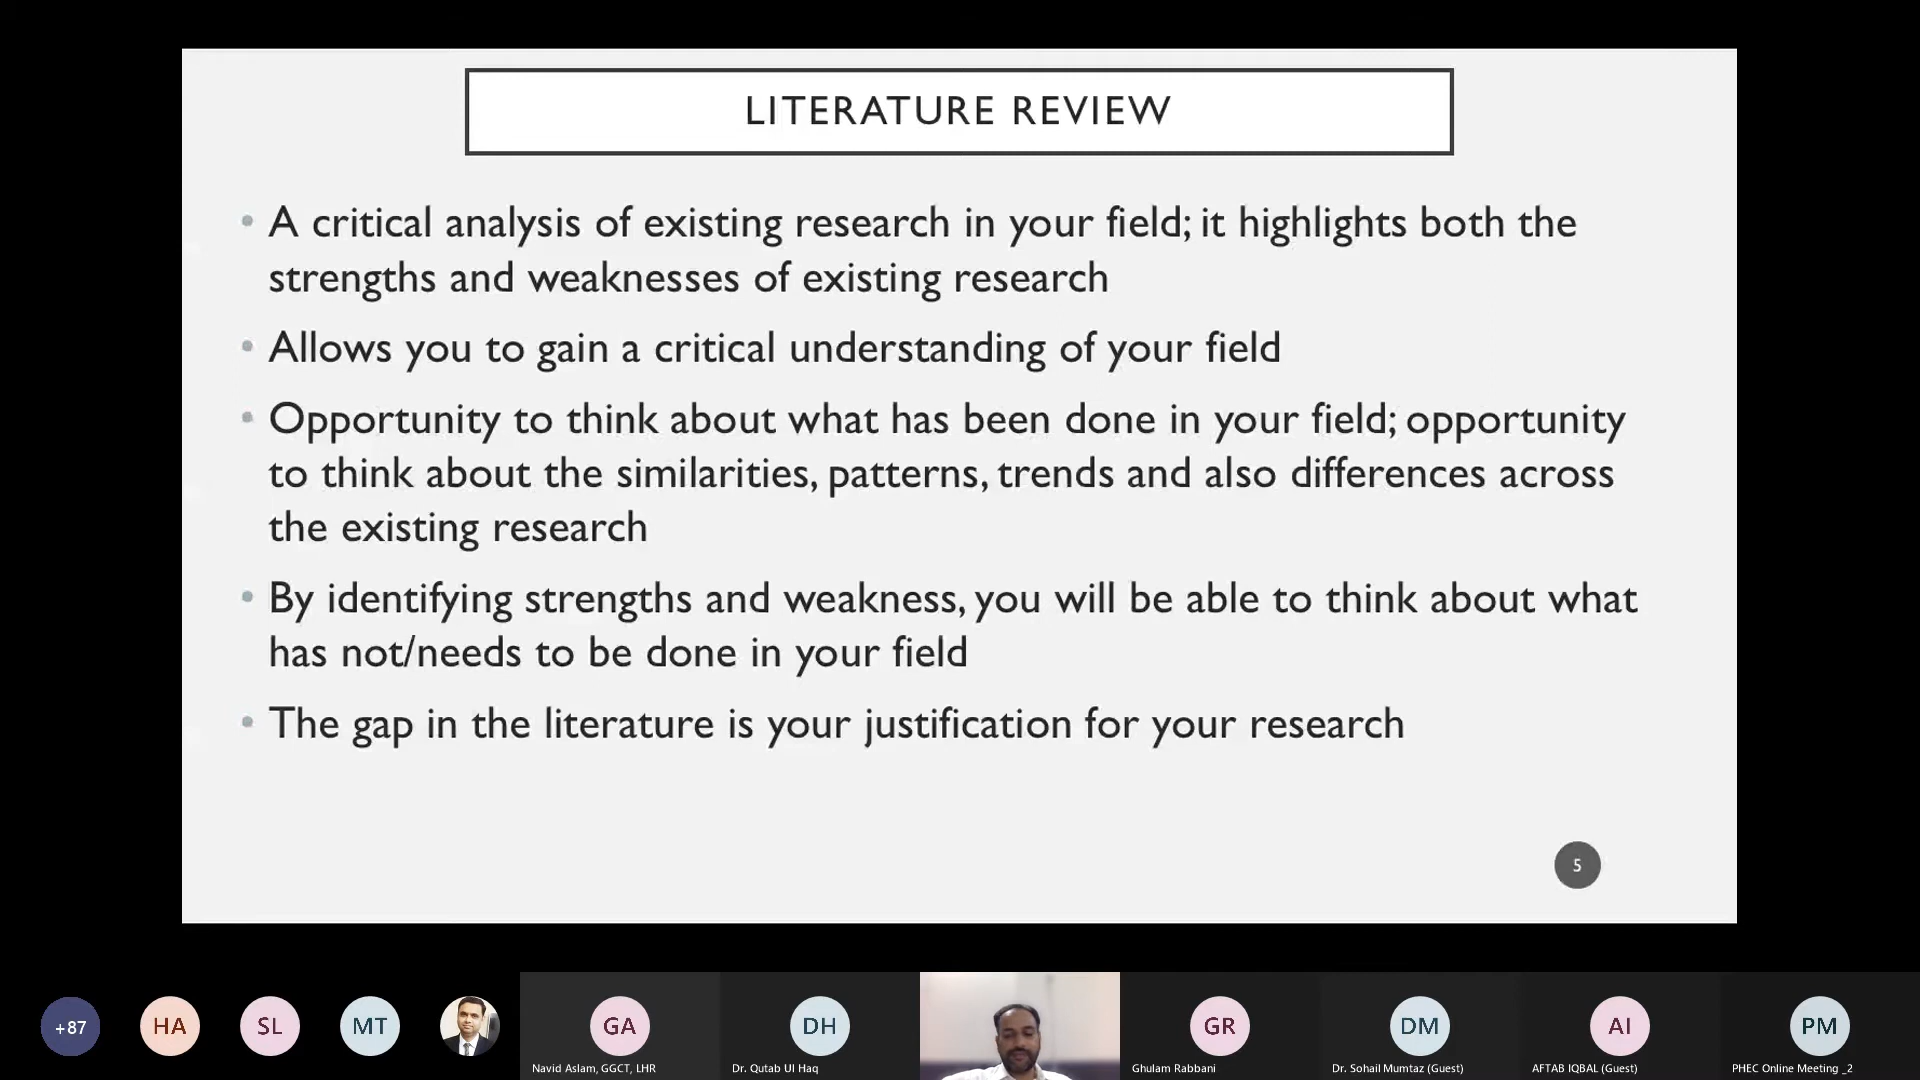 LITERATURE REVIEW
• A critical analysis of existing research in your field; it highlights both the
strengths and weaknesses of existing research
• Allows you to gain a critical understanding of your field
• Opportunity to think about what has been done in your field; opportunity
to think about the similarities, patterns, trends and also differences across
the existing research
• By identifying strengths and weakness, you will be able to think about what
has not/needs to be done in your field
• The gap in the literature is your justification for your research
5
+87
HA
SL
MT
GA
DH
GR
DM
AI
PM
Navid Aslam, GGCT, LHR
Dr. Qutab Ul Haq
Ghulam Rabbani
Dr. Sohail Mumtaz (Guest)
AFTAB IQBAL (Guest)
PHEC Online Meeting _2